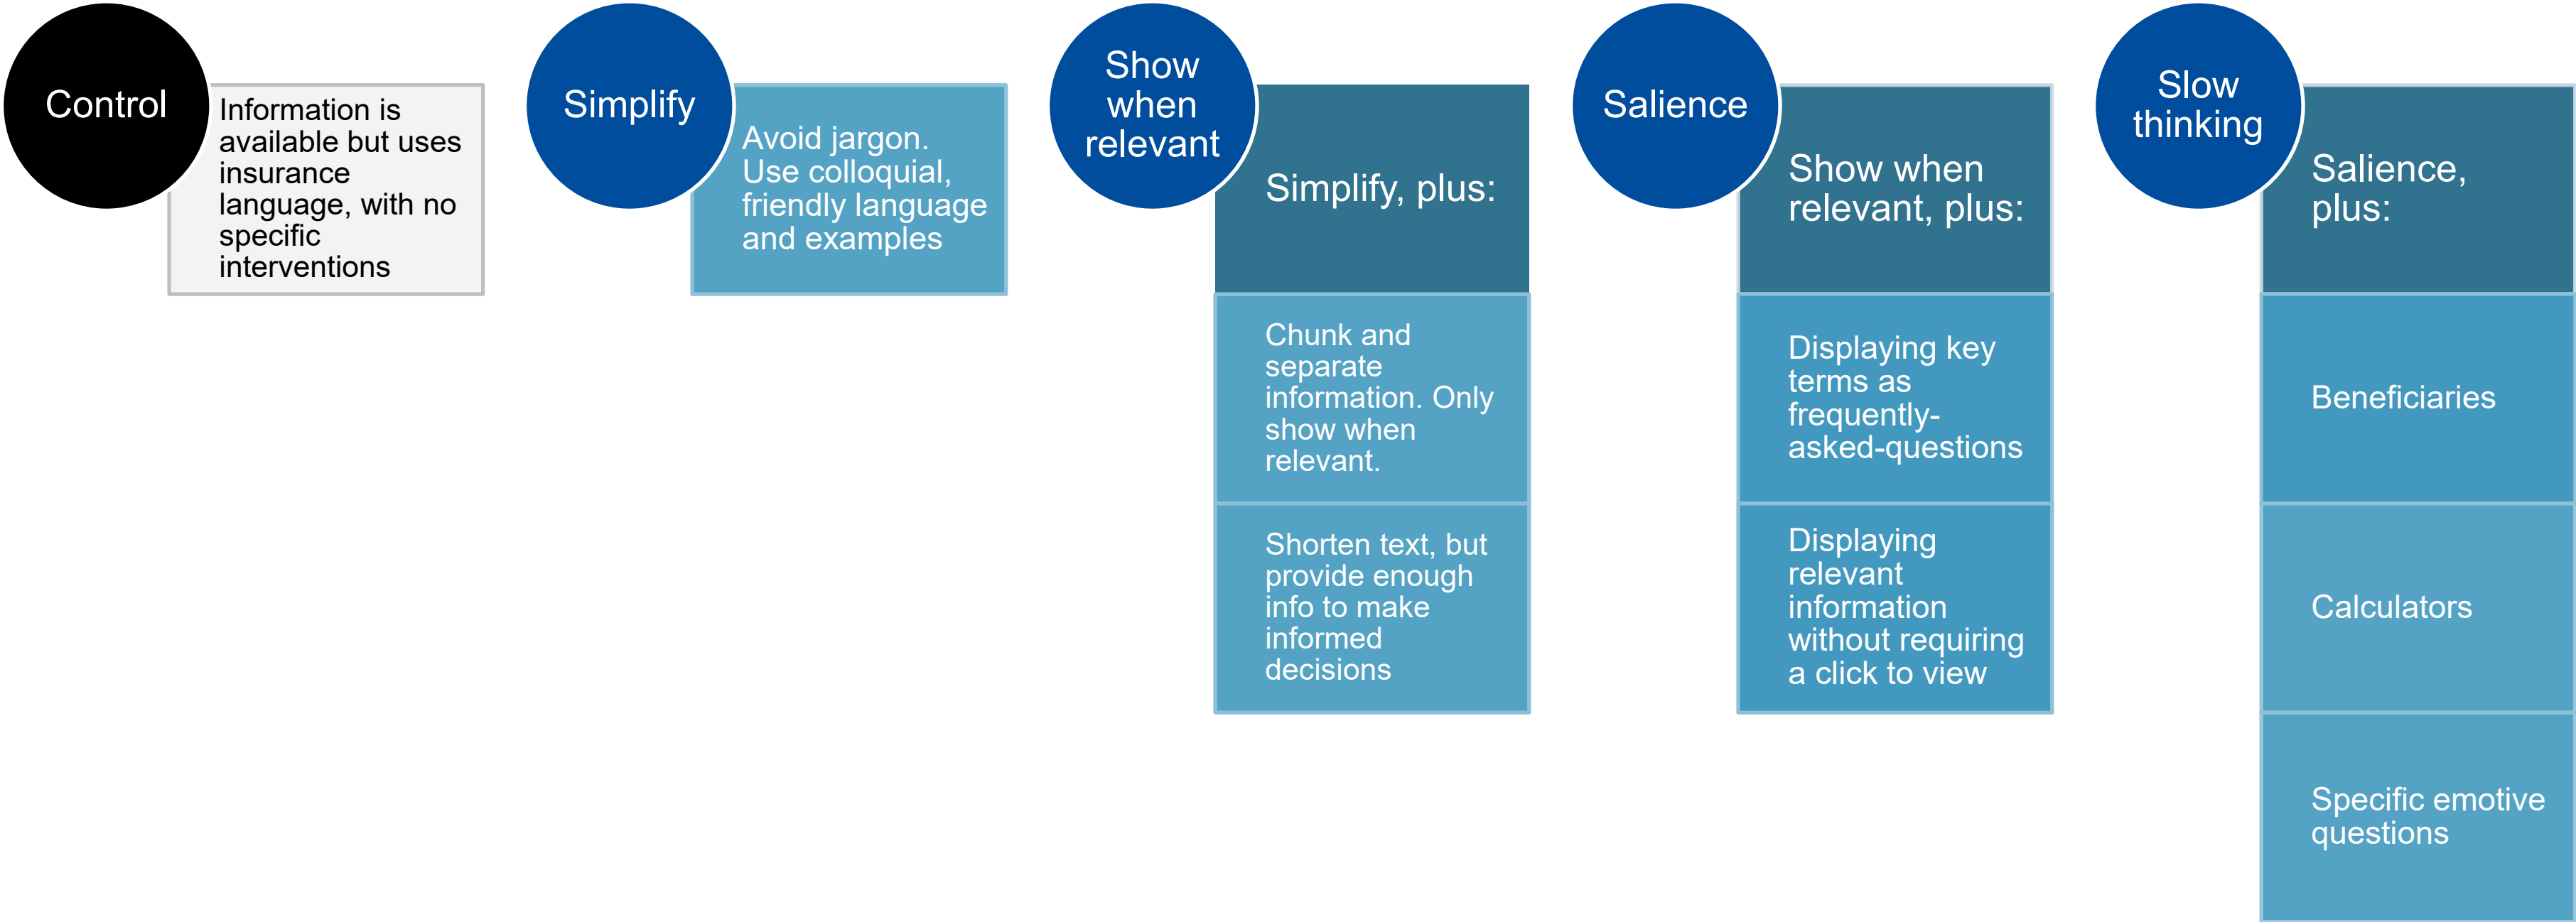 Control
Information is
available but uses
insurance
language, with no
specific
interventions
Simplify
Avoid jargon.
Use colloquial,
friendly language
and examples
Show
when
relevant
Simplify, plus:
Chunk and
separate
information. Only
show when
relevant.
Shorten text, but
provide enough
info to make
informed
decisions
Salience
Show when
relevant, plus:
Displaying key
terms as
frequently-
asked-questions
Displaying
relevant
information
without requiring
a click to view
Slow
thinking
Salience,
plus:
Beneficiaries
Calculators
Specific emotive
questions